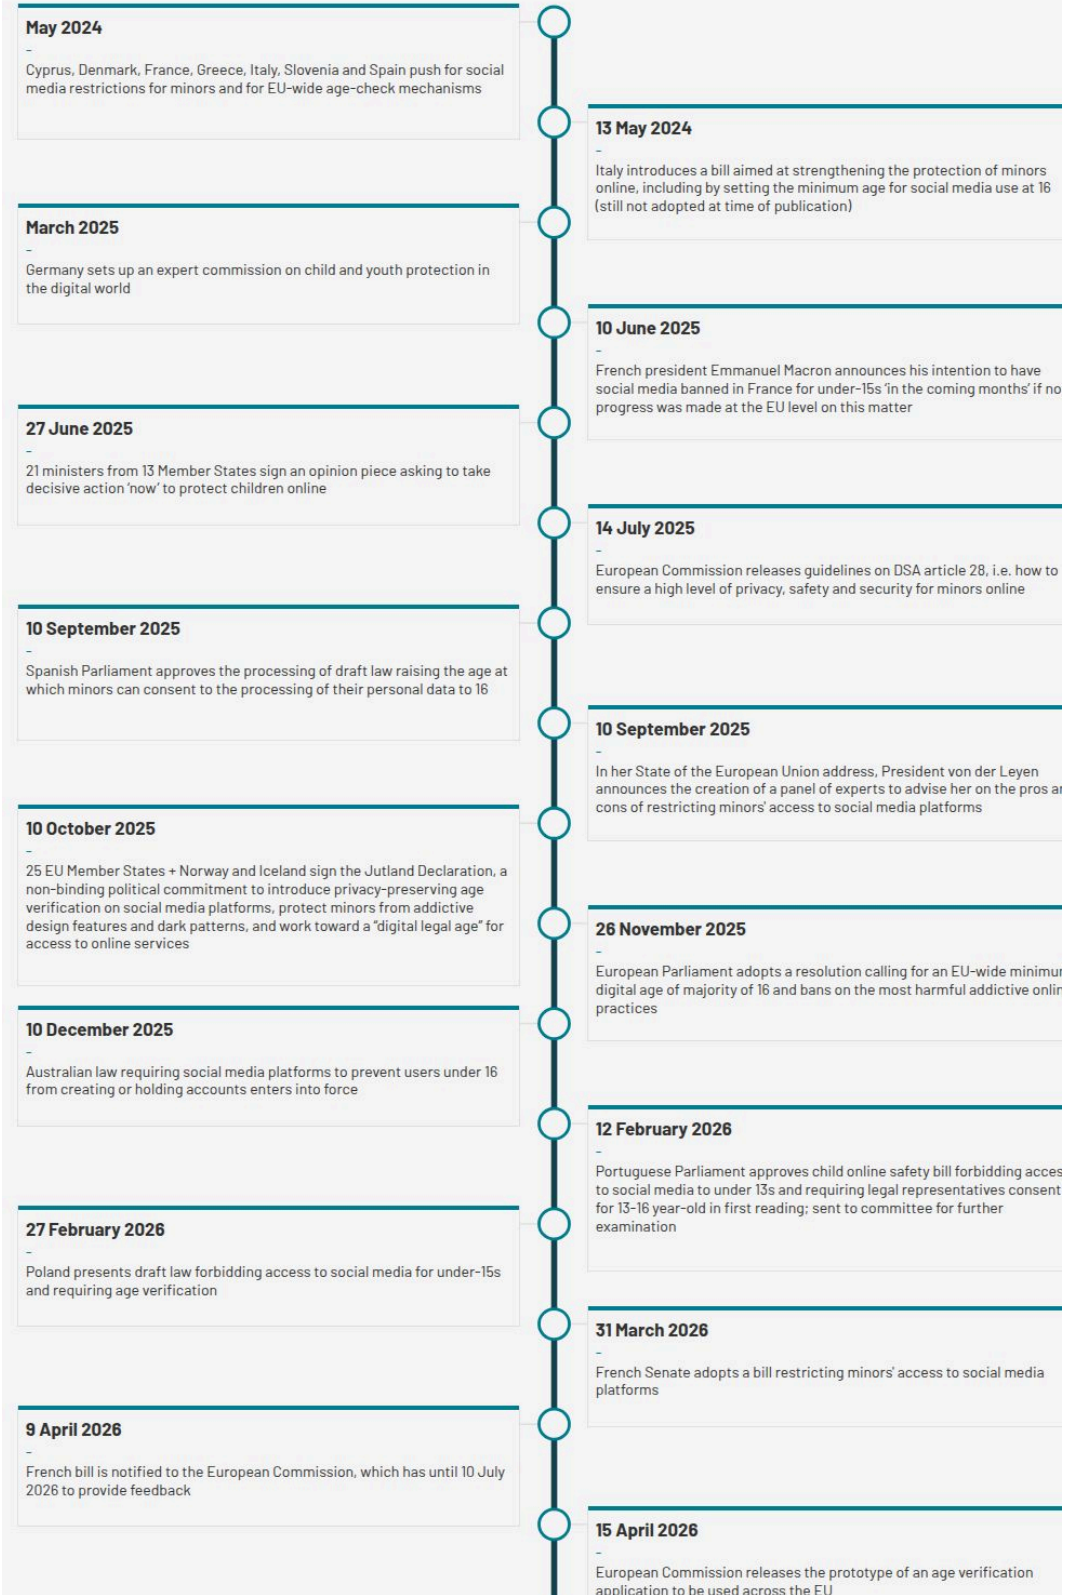 May 2024
-
Cyprus, Denmark, France, Greece, Italy, Slovenia and Spain push for social
media restrictions for minors and for EU-wide age-check mechanisms
13 May 2024
-
Italy introduces a bill aimed at strengthening the protection of minors
online, including by setting the minimum age for social media use at 16
(still not adopted at time of publication)
March 2025
-
Germany sets up an expert commission on child and youth protection in
the digital world
10 June 2025
-
French president Emmanuel Macron announces his intention to have
social media banned in France for under-15s ‘in the coming months’ if no
progress was made at the EU level on this matter
27 June 2025
-
21 ministers from 13 Member States sign an opinion piece asking to take
decisive action ‘now’ to protect children online
14 July 2025
-
European Commission releases guidelines on DSA article 28, i.e. how to
ensure a high level of privacy, safety and security for minors online
10 September 2025
-
Spanish Parliament approves the processing of draft law raising the age at
which minors can consent to the processing of their personal data to 16
10 September 2025
-
In her State of the European Union address, President von der Leyen
announces the creation of a panel of experts to advise her on the pros
cons of restricting minors' access to social media platforms
10 October 2025
-
25 EU Member States + Norway and Iceland sign the Jutland Declaration, a
non-binding political commitment to introduce privacy-preserving age
verification on social media platforms, protect minors from addictive
design features and dark patterns, and work toward a “digital legal age” for
access to online services
26 November 2025
-
European Parliament adopts a resolution calling for an EU-wide
digital age of majority of 16 and bans on the most harmful addictive
practices
10 December 2025
-
Australian law requiring social media platforms to prevent users under 16
from creating or holding accounts enters into force
12 February 2026
-
Portuguese Parliament approves child online safety bill forbidding
to social media to under 13s and requiring legal representatives consent
for 13-16 year-old in first reading; sent to committee for further
examination
27 February 2026
-
Poland presents draft law forbidding access to social media for under-15s
and requiring age verification
31 March 2026
-
French Senate adopts a bill restricting minors' access to social media
platforms
9 April 2026
-
French bill is notified to the European Commission, which has until 10 July
2026 to provide feedback
15 April 2026
-
European Commission releases the prototype of an age verification
application to be used across the EU